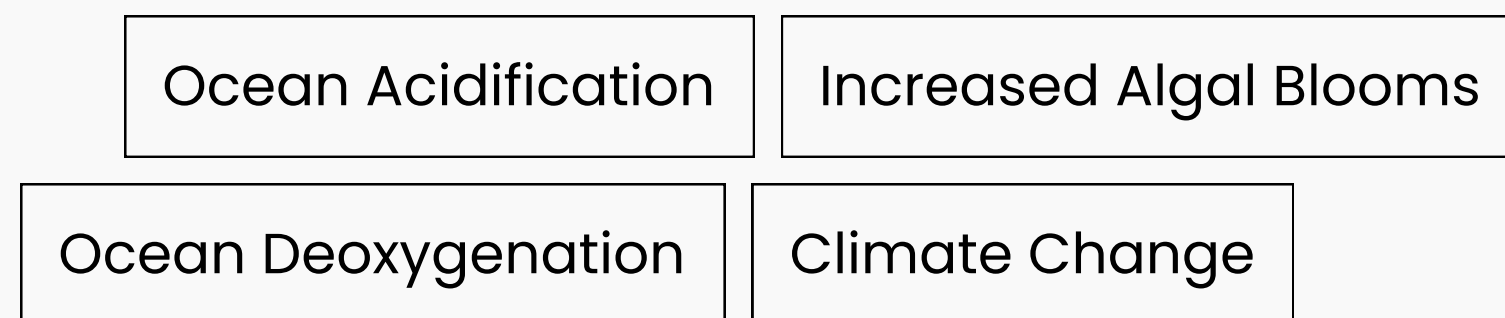 Ocean Acidification
Increased Algal Blooms
Ocean Deoxygenation
Climate Change